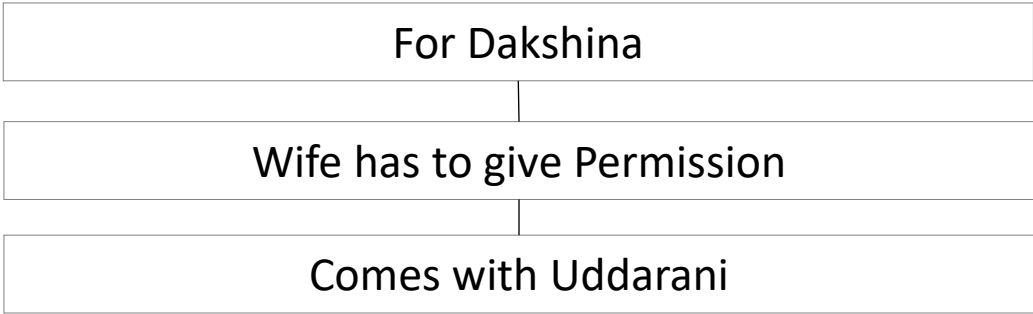 For Dakshina
Wife has to give Permission
Comes with Uddarani